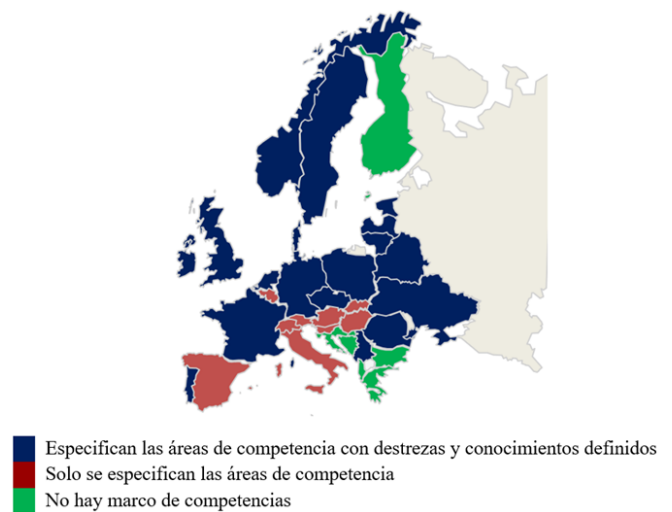 Especifican las áreas de competencia con destrezas y conocimientos definidos
Solo se especifican las áreas de competencia
No hay marco de competencias